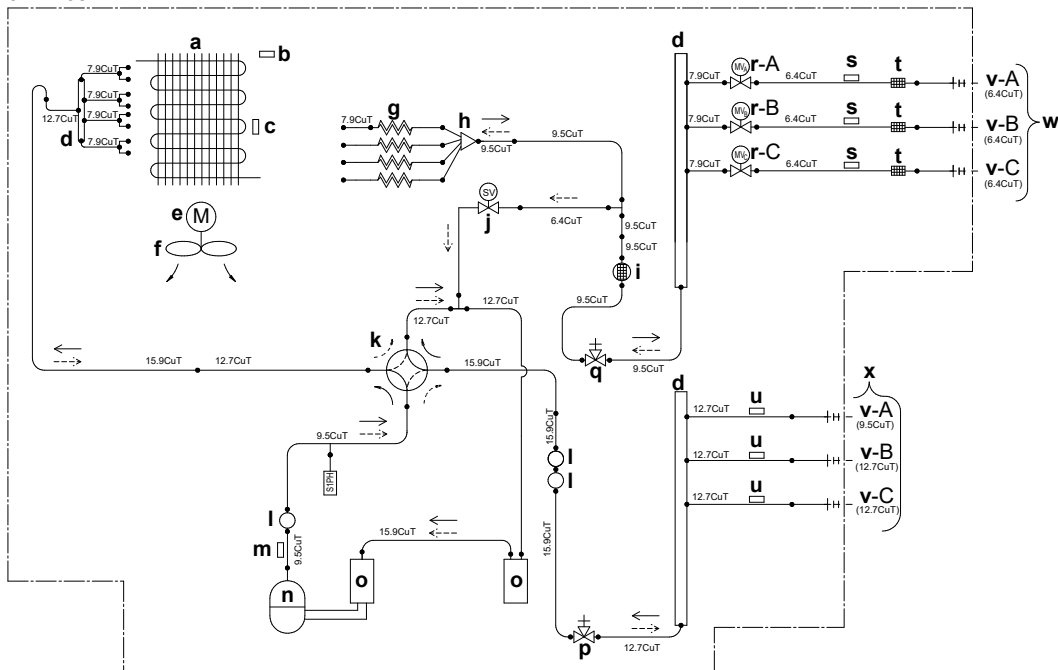 a
b
7.9CuT
7.9CuT
7.9CuT
7.9CuT
12.7CuT
d
c
e M
f
g
7.9CuT
h
9.5CuT
9.5CuT
SV
j
6.4CuT
9.5CuT
9.5CuT
i
9.5CuT
q
9.5CuT
d
7.9CuT
r-A
6.4CuT
s
t
v-A
(6.4CuT)
7.9CuT
r-B
6.4CuT
s
t
v-B
(6.4CuT)
7.9CuT
r-C
6.4CuT
s
t
v-C
(6.4CuT)
w
12.7CuT
12.7CuT
k
15.9CuT
12.7CuT
15.9CuT
9.5CuT
S1PH
15.9CuT
l
l
l
m
9.5CuT
n
15.9CuT
o
o
15.9CuT
p
12.7CuT
d
12.7CuT
u
x
v-A
(9.5CuT)
12.7CuT
u
v-B
(12.7CuT)
12.7CuT
u
v-C
(12.7CuT)